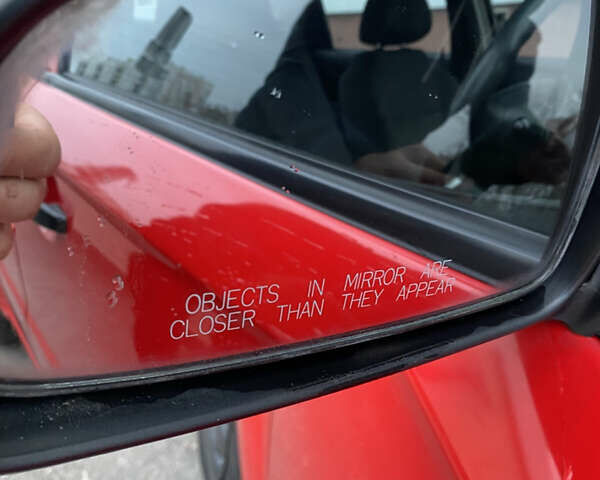 OBJECTS IN MIRROR ARE
CLOSER THAN THEY APPEAR